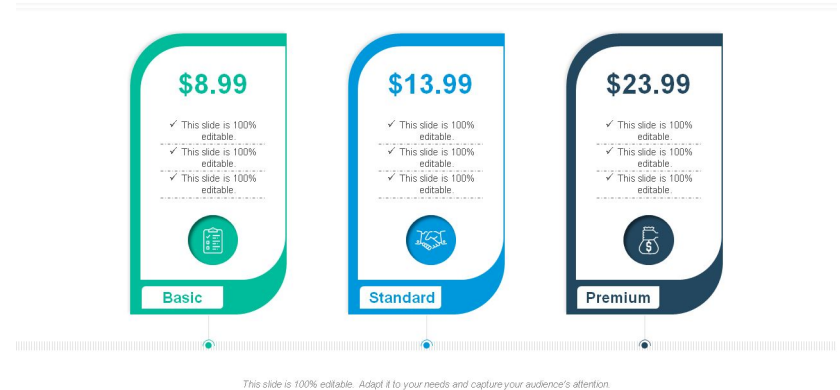 $8.99
✓ This slide is 100%
editable.
✓ This slide is 100%
editable.
✓ This slide is 100%
editable.
Basic
$13.99
✓ This slide is 100%
editable.
✓ This slide is 100%
editable.
✓ This slide is 100%
editable.
Standard
$23.99
✓ This slide is 100%
editable.
✓ This slide is 100%
editable.
✓ This slide is 100%
editable.
$
Premium
This slide is 100% editable. Adapt it to your needs and capture your audience's attention.